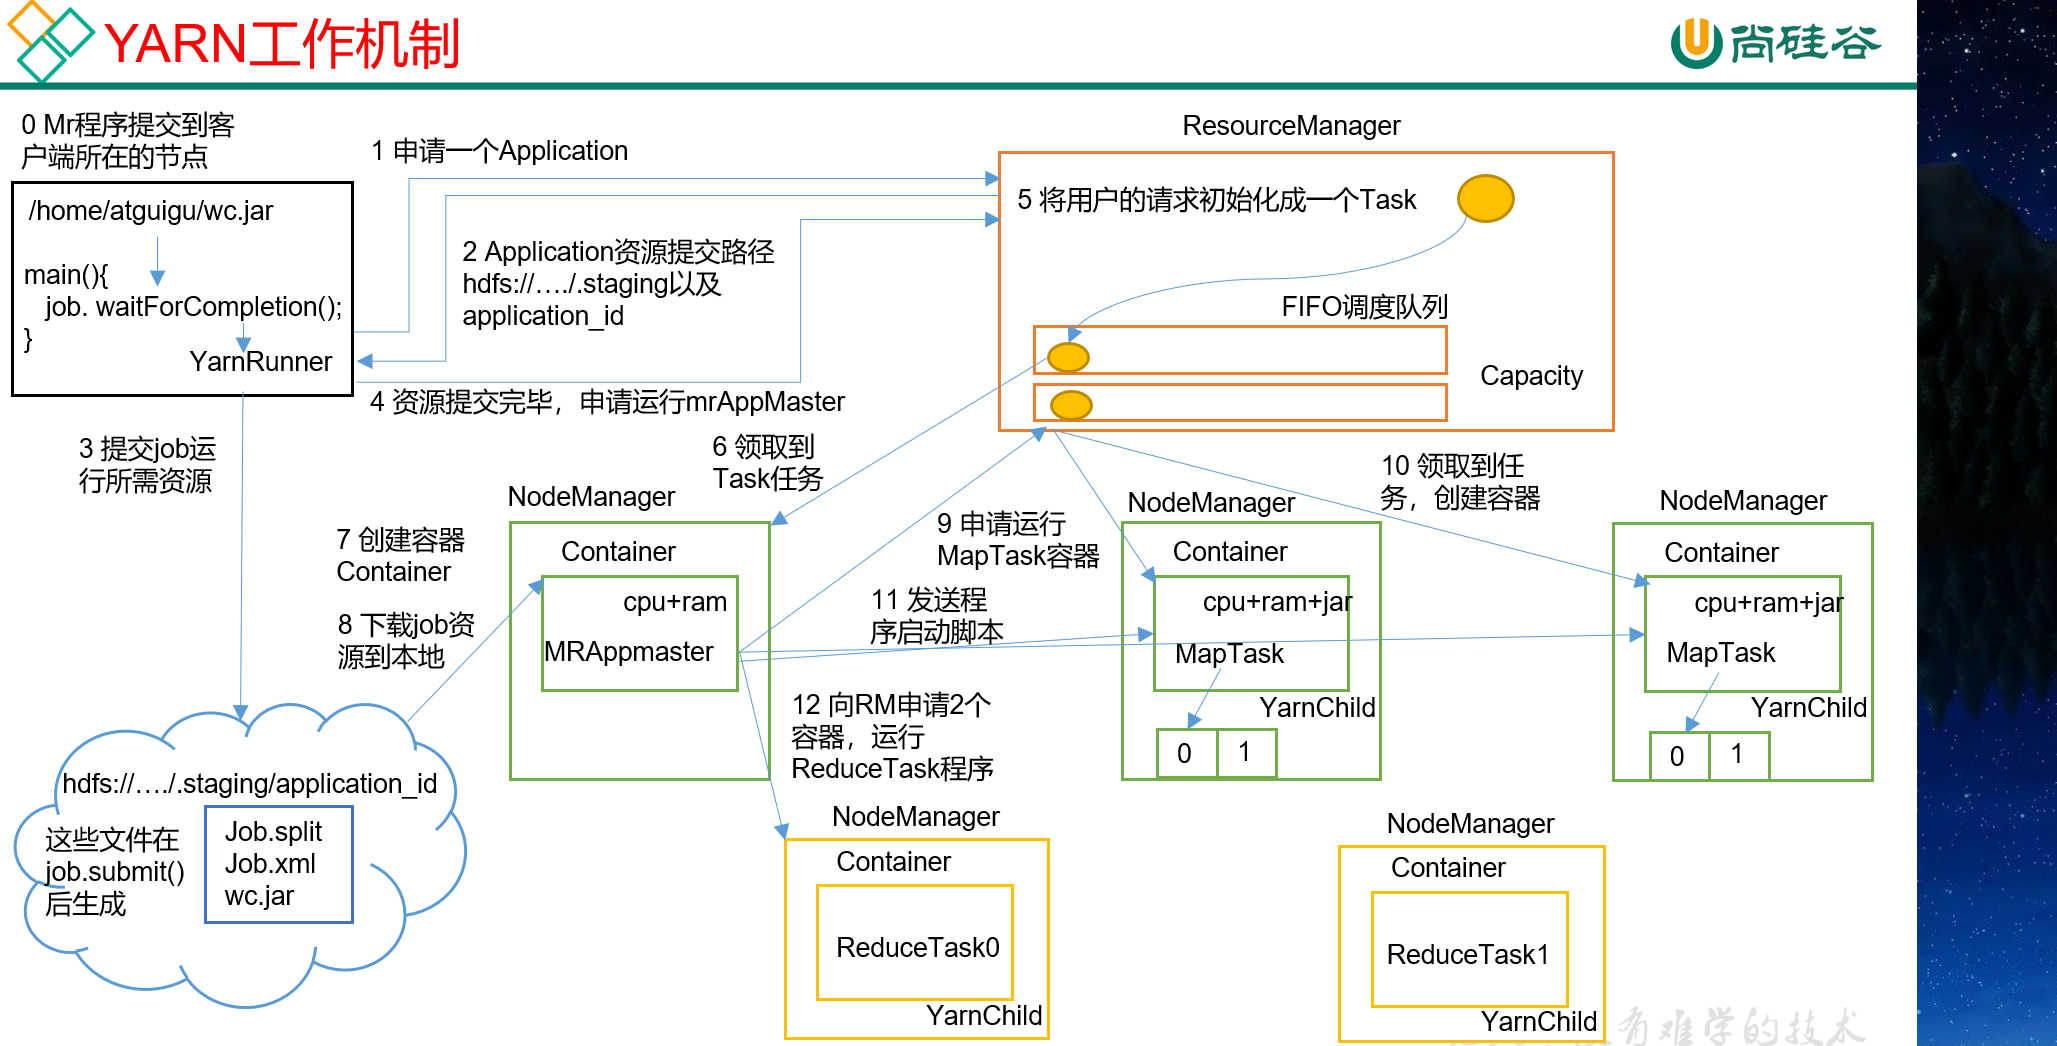 YARN工作机制
尚硅谷
0 Mr程序提交到客
户端所在的节点
/home/atguigu/wc.jar
main(){
job. waitForCompletion();
}
YarnRunner
1 申请一个Application
2 Application资源提交路径
hdfs://…./.staging以及
application_id
4 资源提交完毕，申请运行mrAppMaster
3 提交job运
行所需资源
ResourceManager
5 将用户的请求初始化成一个Task
FIFO调度队列
Capacity
6 领取到
Task任务
7 创建容器
Container
8 下载job资
源到本地
NodeManager
Container
cpu+ram
MRAppmaster
9 申请运行
MapTask容器
10 领取到任
务，创建容器
11 发送程
序启动脚本
NodeManager
Container
cpu+ram+jar
MapTask
YarnChild
0
1
NodeManager
Container
cpu+ram+jar
MapTask
YarnChild
0
1
12 向RM申请2个
容器，运行
ReduceTask程序
hdfs://…./.staging/application_id
这些文件在
job.submit()
后生成
Job.split
Job.xml
wc.jar
NodeManager
Container
ReduceTask0
YarnChild
NodeManager
Container
ReduceTask1
YarnChild
有难学的技术